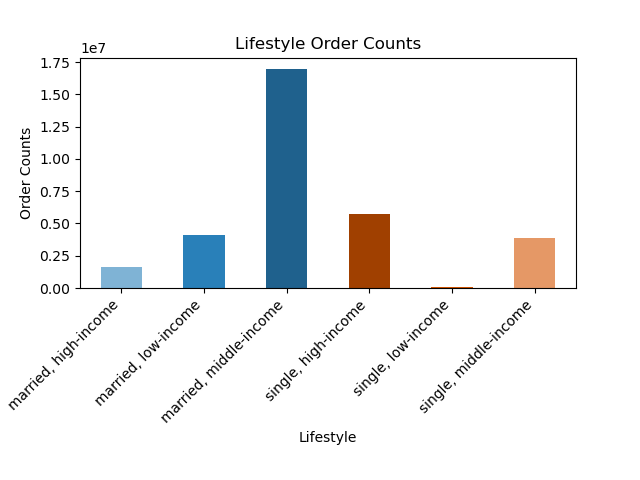 Lifestyle Order Counts
1e7
1.75
1.50
1.25
1.00
0.75
0.50
0.25
0.00
Order Counts
married, high-income
married, low-income
married, middle-income
single, high-income
single, low-income
single, middle-income
Lifestyle